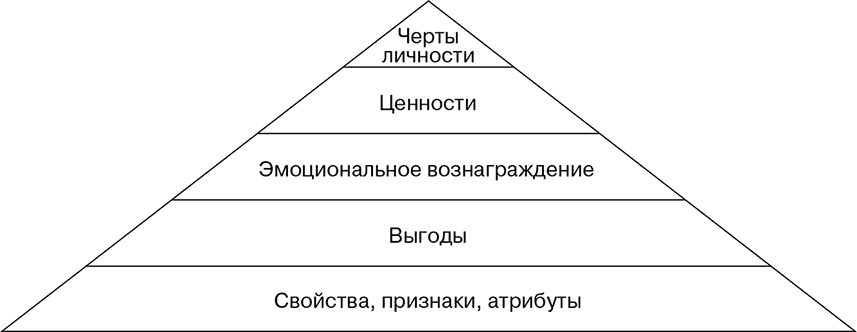 Черты
личности
Ценности
Эмоциональное вознаграждение
Выгоды
Свойства, признаки, атрибуты